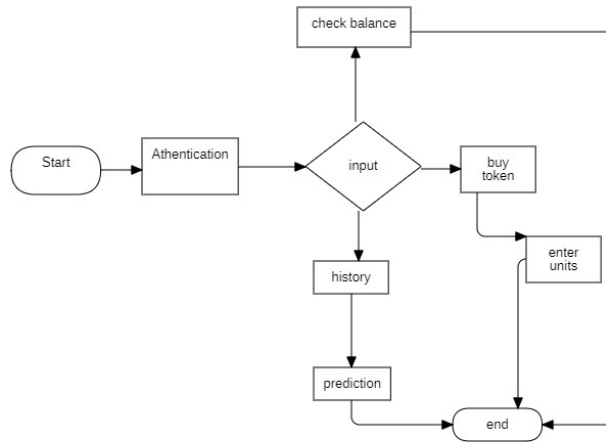 check balance
Start
Athentication
input
buy
token
enter
units
history
prediction
end